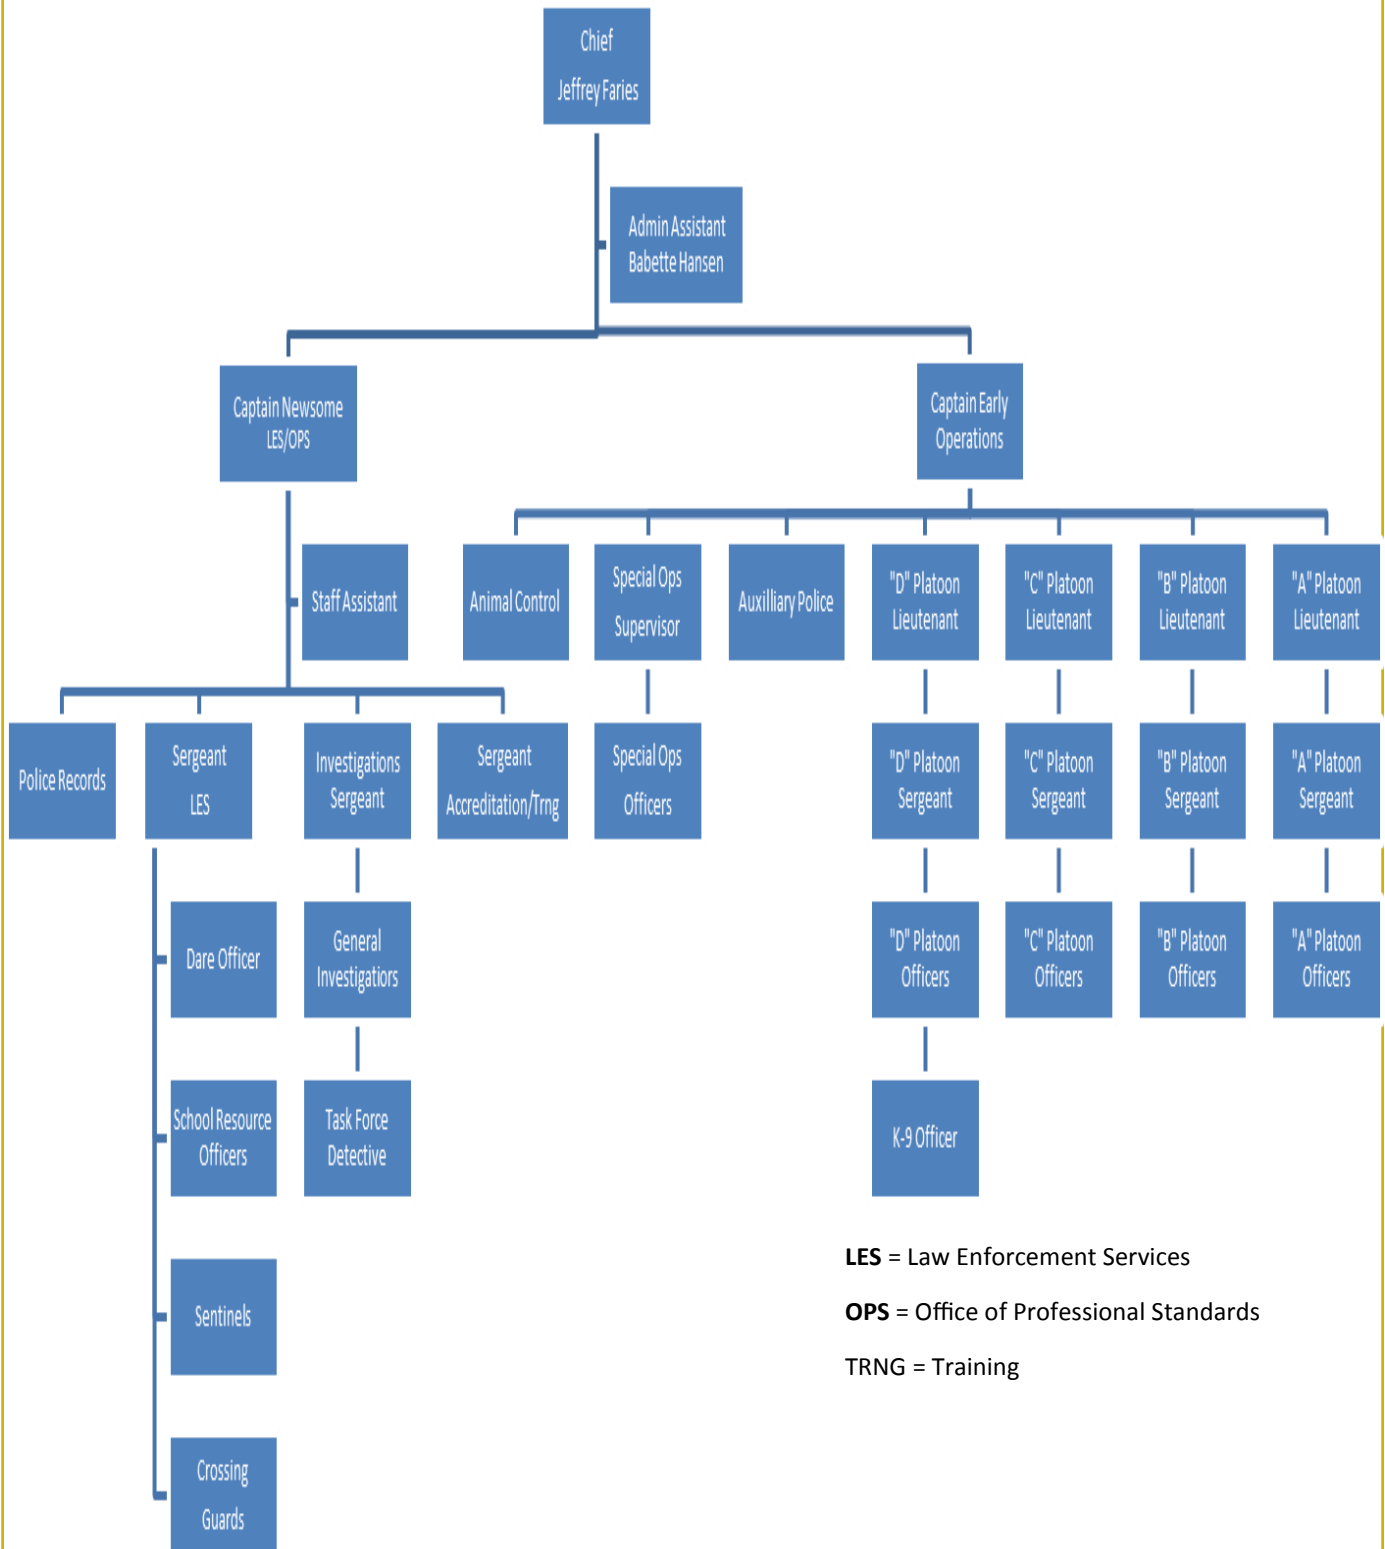 Chief
Jeffrey Faries
Admin Assistant
Babette Hansen
Captain Newsome
LES/OPS
Captain Early
Operations
Staff Assistant
Animal Control
Special Ops
Supervisor
Auxilliary Police
"D" Platoon
Lieutenant
"C" Platoon
Lieutenant
"B" Platoon
Lieutenant
"A" Platoon
Lieutenant
Police Records
Sergeant
LES
Investigations
Sergeant
Sergeant
Accreditation/Trng
Special Ops
Officers
"D" Platoon
Sergeant
"C" Platoon
Sergeant
"B" Platoon
Sergeant
"A" Platoon
Sergeant
Dare Officer
General
Investigatiors
"D" Platoon
Officers
"C" Platoon
Officers
"B" Platoon
Officers
"A" Platoon
Officers
School Resource
Officers
Task Force
Detective
K-9 Officer
Sentinels
Crossing
Guards
LES = Law Enforcement Services
OPS = Office of Professional Standards
TRNG = Training